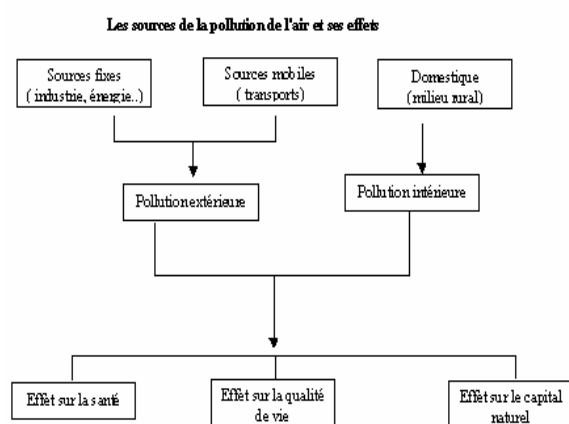 Les sources de la pollution de l'air et ses effets
Sources fixes
( industrie, énergie..)
Sources mobiles
( transports)
Domestique
(milieu rural)
Pollution extérieure
Pollution intérieure
Effet sur la santé
Effet sur la qualité
de vie
Effet sur le capital
naturel